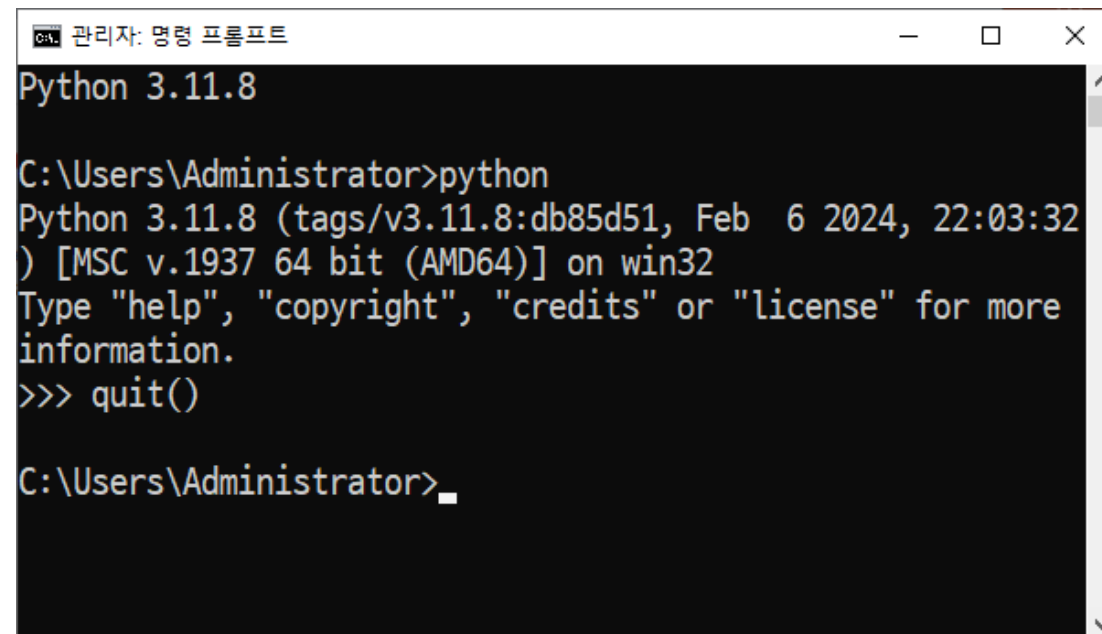 관리자: 명령 프롬프트
Python 3.11.8
C:\Users\Administrator>python
Python 3.11.8 (tags/v3.11.8:db85d51, Feb  6 2024, 22:03:32
) [MSC v.1937 64 bit (AMD64)] on win32
Type "help", "copyright", "credits" or "license" for more
information.
>>> quit()
C:\Users\Administrator>